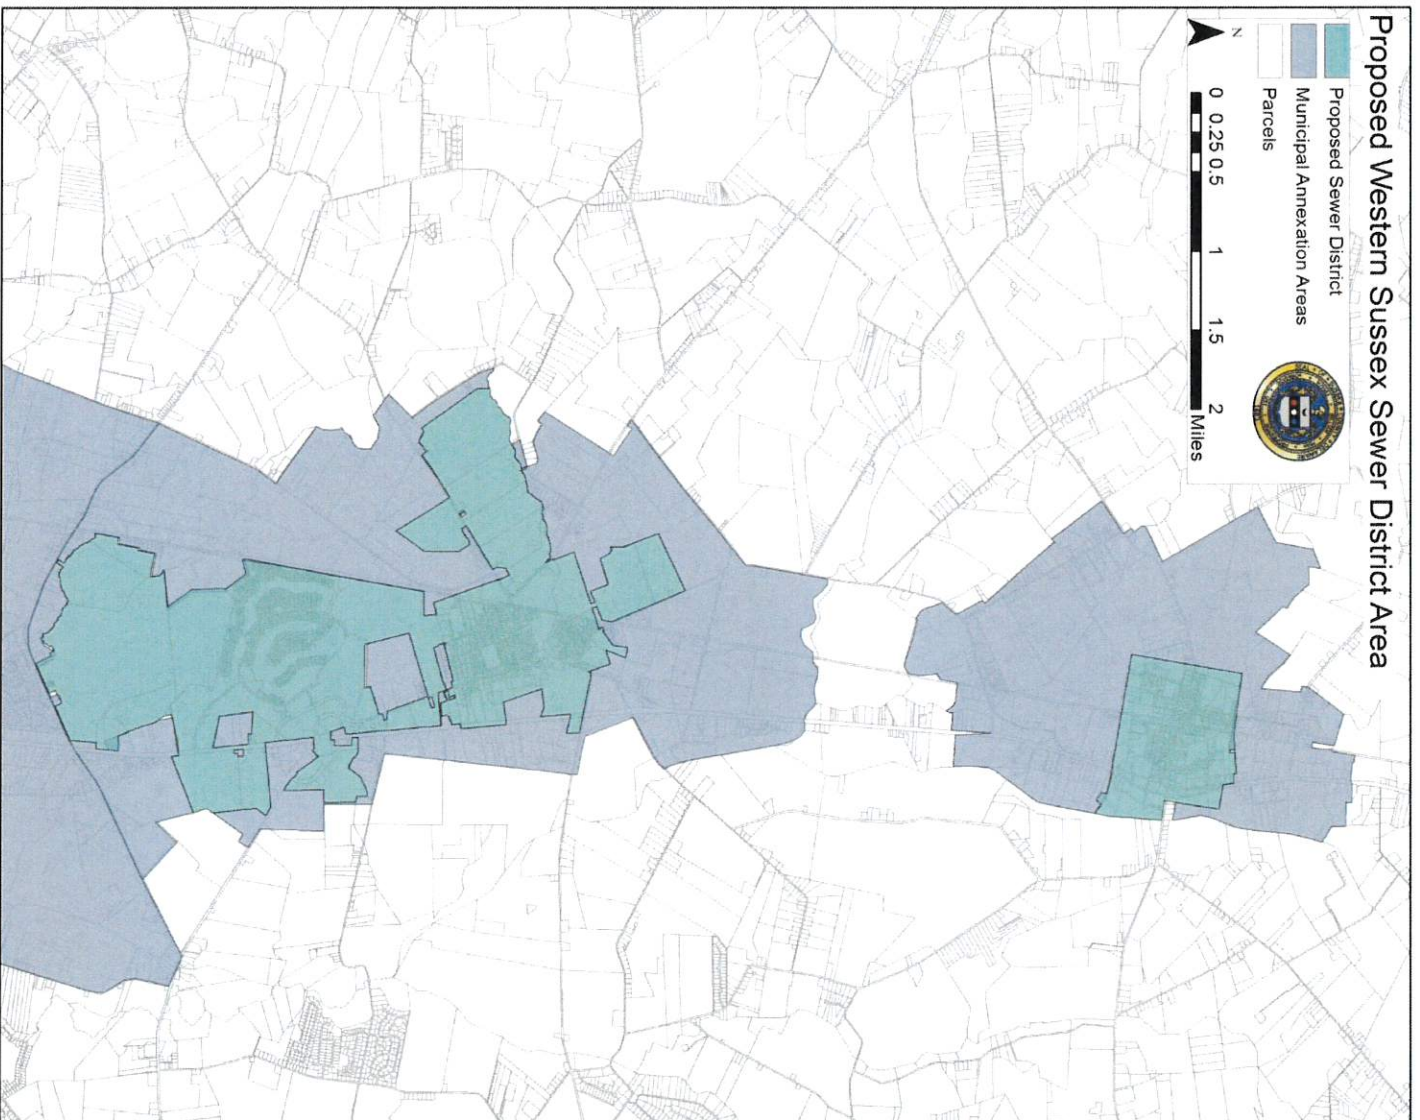 Proposed Western Sussex Sewer District Area
Proposed Sewer District
Municipal Annexation Areas
Parcels
N
0 0.25 0.5 1 1.5 2
Miles